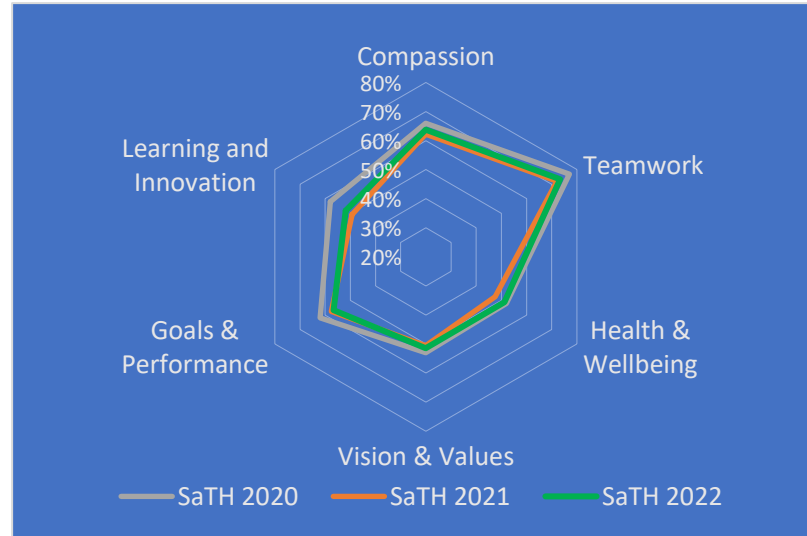 Compassion
80%
70%
60%
50%
40%
30%
20%
Learning and
Innovation
Teamwork
Goals &
Performance
Health &
Wellbeing
Vision & Values
SaTH 2020
SaTH 2021
SaTH 2022